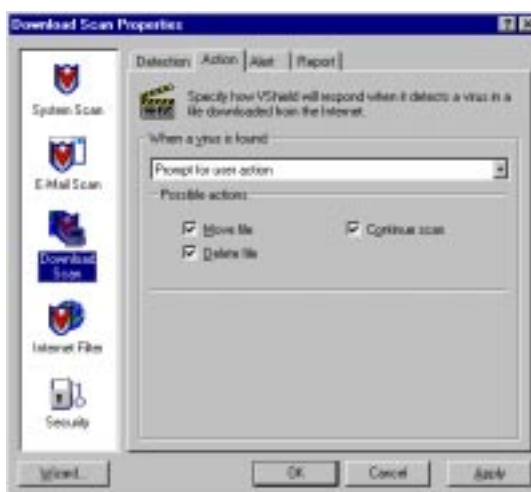 Download Scan Properties
System Scan
E-Mail Scan
Download
Scan
Internet Filter
Security
Wizard...
Detection
Action
Alert
Report
Specify how VShield will respond when it detects a virus in a
file downloaded from the Internet.
When a virus is found
Prompt for user action
Possible actions
Move file
Continue scan
Delete file
OK
Cancel
Apply